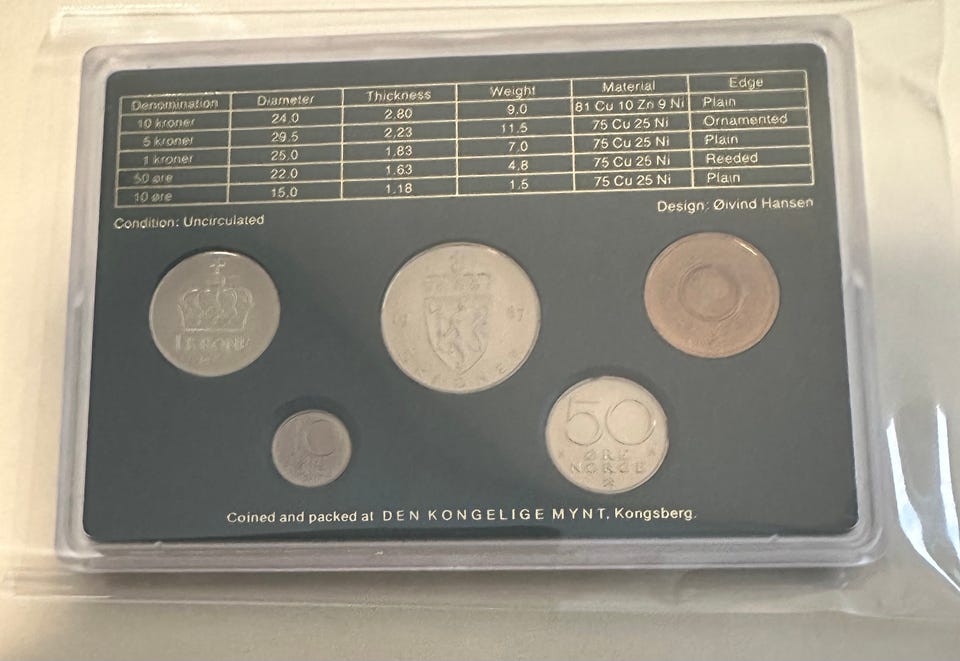 Denomination Diameter Thickness Weight Material Edge
10 kroner 24.0 2.80 9.0 81 Cu 10 Zn 9 Ni Plain
5 kroner 29.5 2,23 11.5 75 Cu 25 Ni Ornamented
1 kroner 25.0 1.83 7.0 75 Cu 25 Ni Plain
50 øre 22.0 1.63 4.8 75 Cu 25 Ni Reeded
10 øre 15.0 1.18 1.5 75 Cu 25 Ni Plain
Condition: Uncirculated
Design: Øivind Hansen
1 KRONE
87
KRONE
10
50
ØRE
NORGE
Coined and packed at DEN KONGELIGE MYNT, Kongsberg.